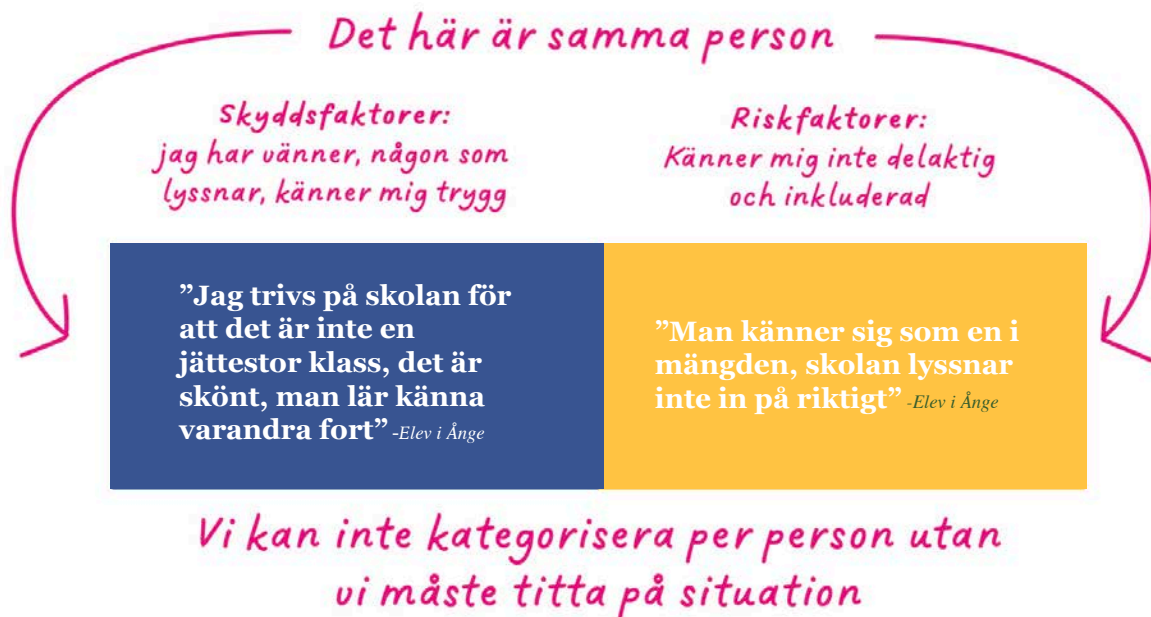 Det här är samma person
Skyddsfaktorer:
jag har vänner, någon som
lyssnar, känner mig trygg
Riskfaktorer:
Känner mig inte delaktig
och inkluderad
”Jag trivs på skolan för
att det är inte en
jättestor klass, det är
skönt, man lär känna
varandra fort” -Elev i Ånge
”Man känner sig som en i
mängden, skolan lyssnar
inte in på riktigt” -Elev i Ånge
Vi kan inte kategorisera per person utan
vi måste titta på situation